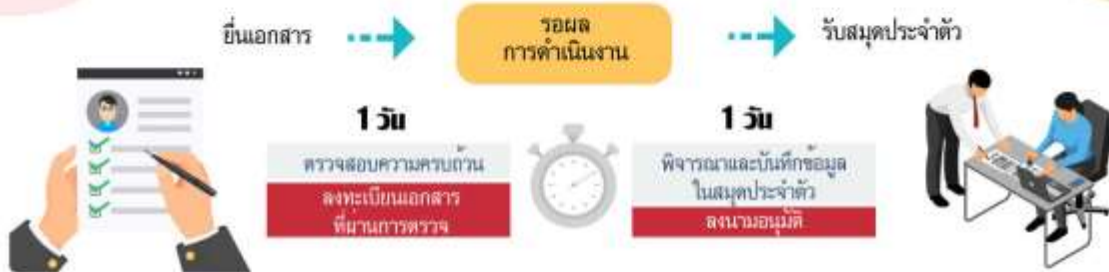 ยื่นเอกสาร
รอผล
การดำเนินงาน
รับสมุดประจำตัว
1 วัน
ตรวจสอบความครบถ้วน
ลงทะเบียนเอกสาร
ที่ผ่านการตรวจ
1 วัน
พิจารณาและบันทึกข้อมูล
ในสมุดประจำตัว
ลงนามอนุมัติ